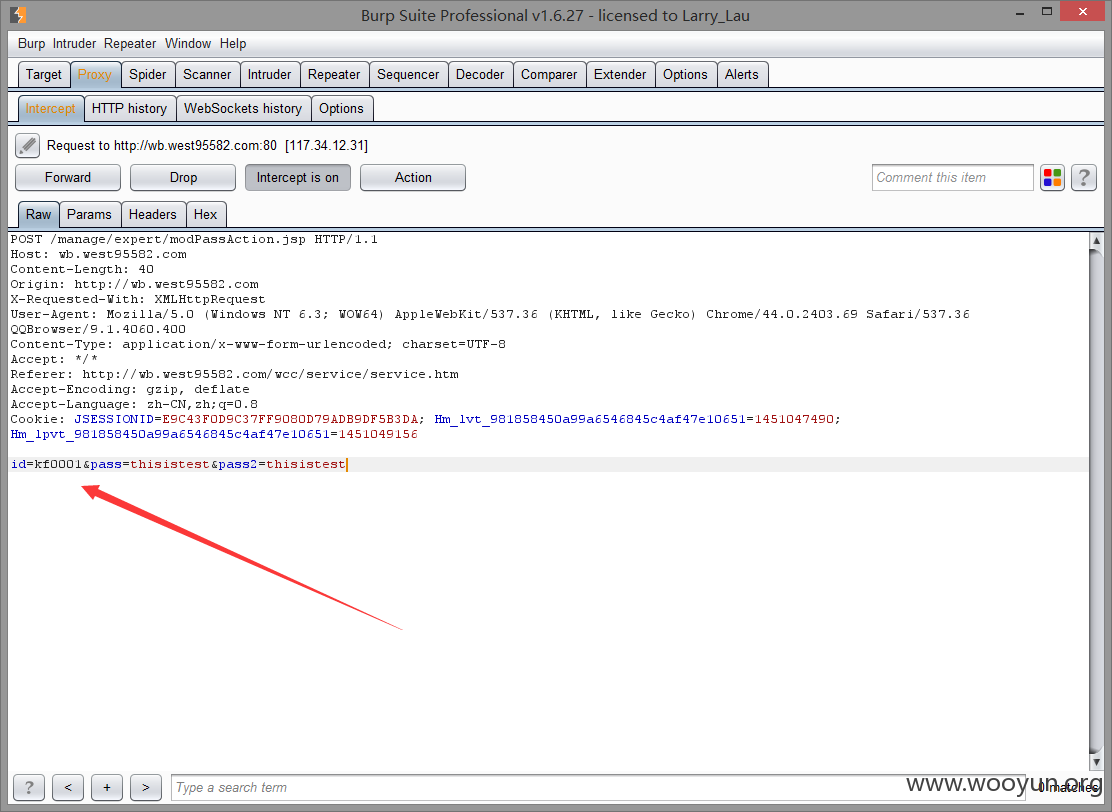 Burp Suite Professional v1.6.27 - licensed to Larry_Lau
Burp Intruder Repeater Window Help
Target Proxy Spider Scanner Intruder Repeater Sequencer Decoder Comparer Extender Options Alerts
Intercept HTTP history WebSockets history Options
Request to http://wb.west95582.com:80 [117.34.12.31]
Forward Drop Intercept is on Action Comment this item ?
Raw Params Headers Hex
POST /manage/expert/modPassAction.jsp HTTP/1.1
Host: wb.west95582.com
Content-Length: 40
Origin: http://wb.west95582.com
X-Requested-With: XMLHttpRequest
User-Agent: Mozilla/5.0 (Windows NT 6.3; WOW64) AppleWebKit/537.36 (KHTML, like Gecko) Chrome/44.0.2403.69 Safari/537.36
QQBrowser/9.1.4060.400
Content-Type: application/x-www-form-urlencoded; charset=UTF-8
Accept: */*
Referer: http://wb.west95582.com/wcc/service/service.htm
Accept-Encoding: gzip, deflate
Accept-Language: zh-CN,zh;q=0.8
Cookie: JSESSIONID=E9C43F0D9C37FF9080D79ADB9DF5B3DA; Hm_lvt_981858450a99a6546845c4af47e10651=1451047490;
Hm_lpvt_981858450a99a6546845c4af47e10651=1451049156
id=kf0001&pass=thisistest&pass2=thisistest
? < + > Type a search term 0 matches
www.wooyun.org